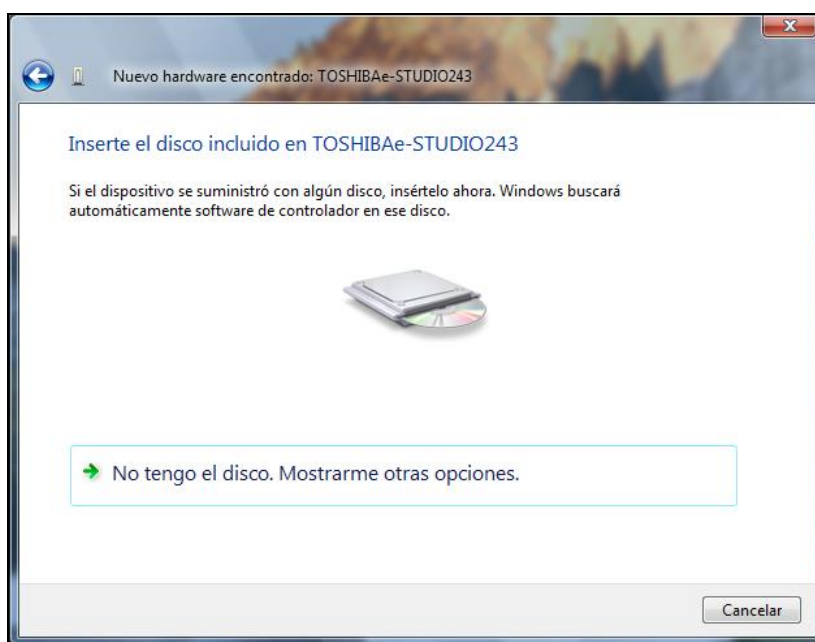 Nuevo hardware encontrado: TOSHIBAe-STUDIO243
Inserte el disco incluido en TOSHIBAe-STUDIO243
Si el dispositivo se suministró con algún disco, insértelo ahora. Windows buscará
automáticamente software de controlador en ese disco.
No tengo el disco. Mostrarme otras opciones.
Cancelar